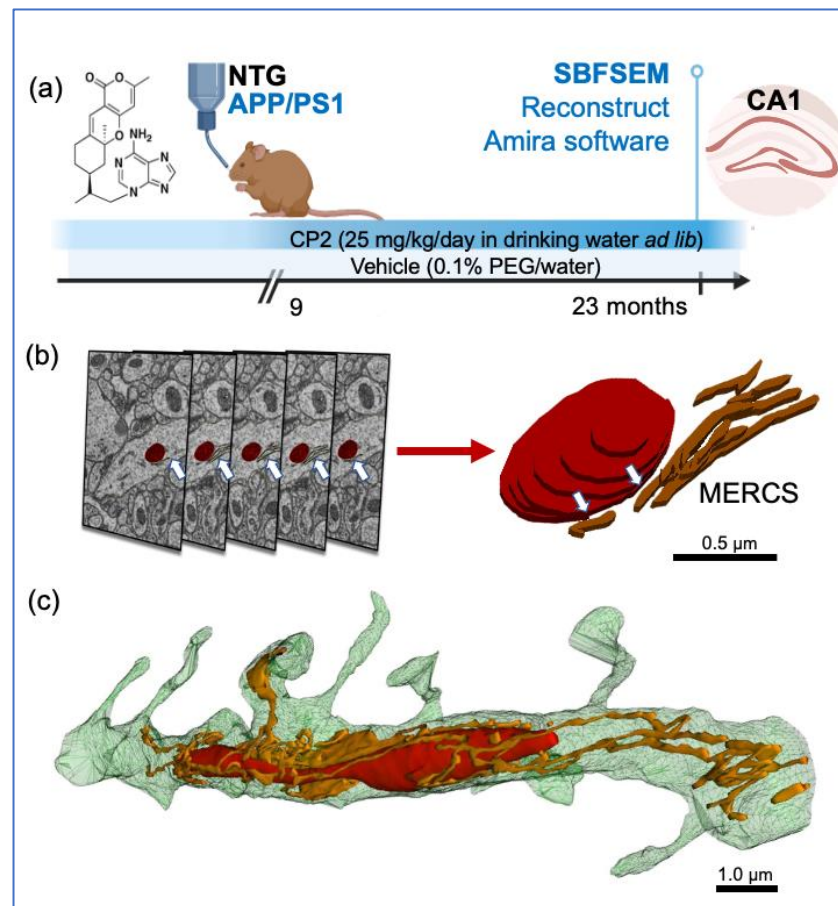 (a)
O
O
O
NH₂
N
N
N
N
NTG
APP/PS1
SBFSEM
Reconstruct
Amira software
CA1
CP2 (25 mg/kg/day in drinking water ad lib)
Vehicle (0.1% PEG/water)
9
23 months
(b)
MERCS
0.5 µm
(c)
1.0 µm